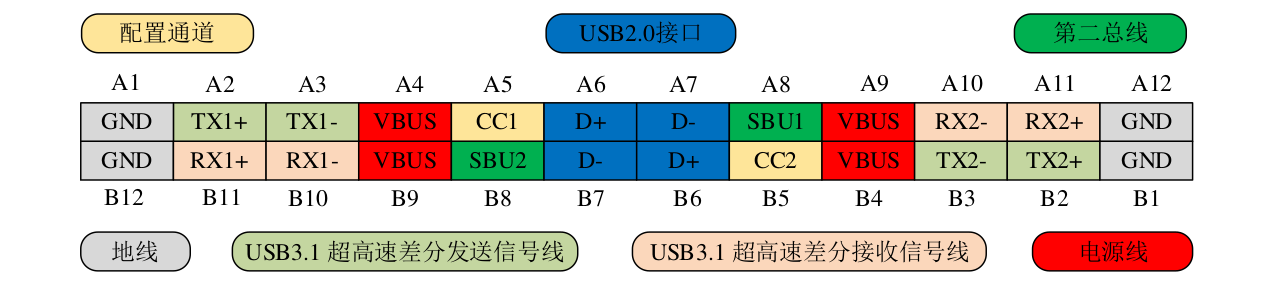 配置通道 USB2.0接口 第二总线
A1 A2 A3 A4 A5 A6 A7 A8 A9 A10 A11 A12
GND TX1+ TX1- VBUS CC1 D+ D- SBU1 VBUS RX2- RX2+ GND
GND RX1+ RX1- VBUS SBU2 D- D+ CC2 VBUS TX2- TX2+ GND
B12 B11 B10 B9 B8 B7 B6 B5 B4 B3 B2 B1
地线 USB3.1 超高速差分发送信号线 USB3.1 超高速差分接收信号线 电源线